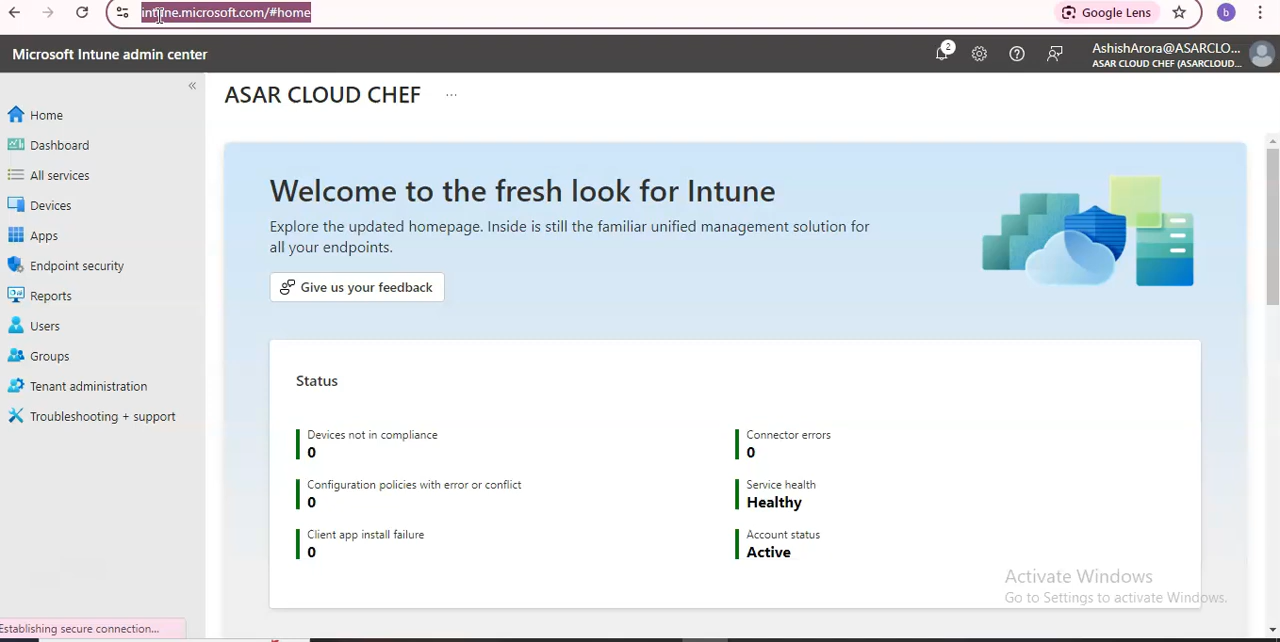 intune.microsoft.com/#home
Google Lens
b
Microsoft Intune admin center
2
AshishArora@ASARCLO...
ASAR CLOUD CHEF (ASARCLOUD...
Home
Dashboard
All services
Devices
Apps
Endpoint security
Reports
Users
Groups
Tenant administration
Troubleshooting + support
ASAR CLOUD CHEF ...
Welcome to the fresh look for Intune
Explore the updated homepage. Inside is still the familiar unified management solution for
all your endpoints.
Give us your feedback
Status
Devices not in compliance
0
Connector errors
0
Configuration policies with error or conflict
0
Service health
Healthy
Client app install failure
0
Account status
Active
Activate Windows
Go to Settings to activate Windows.
Establishing secure connection...